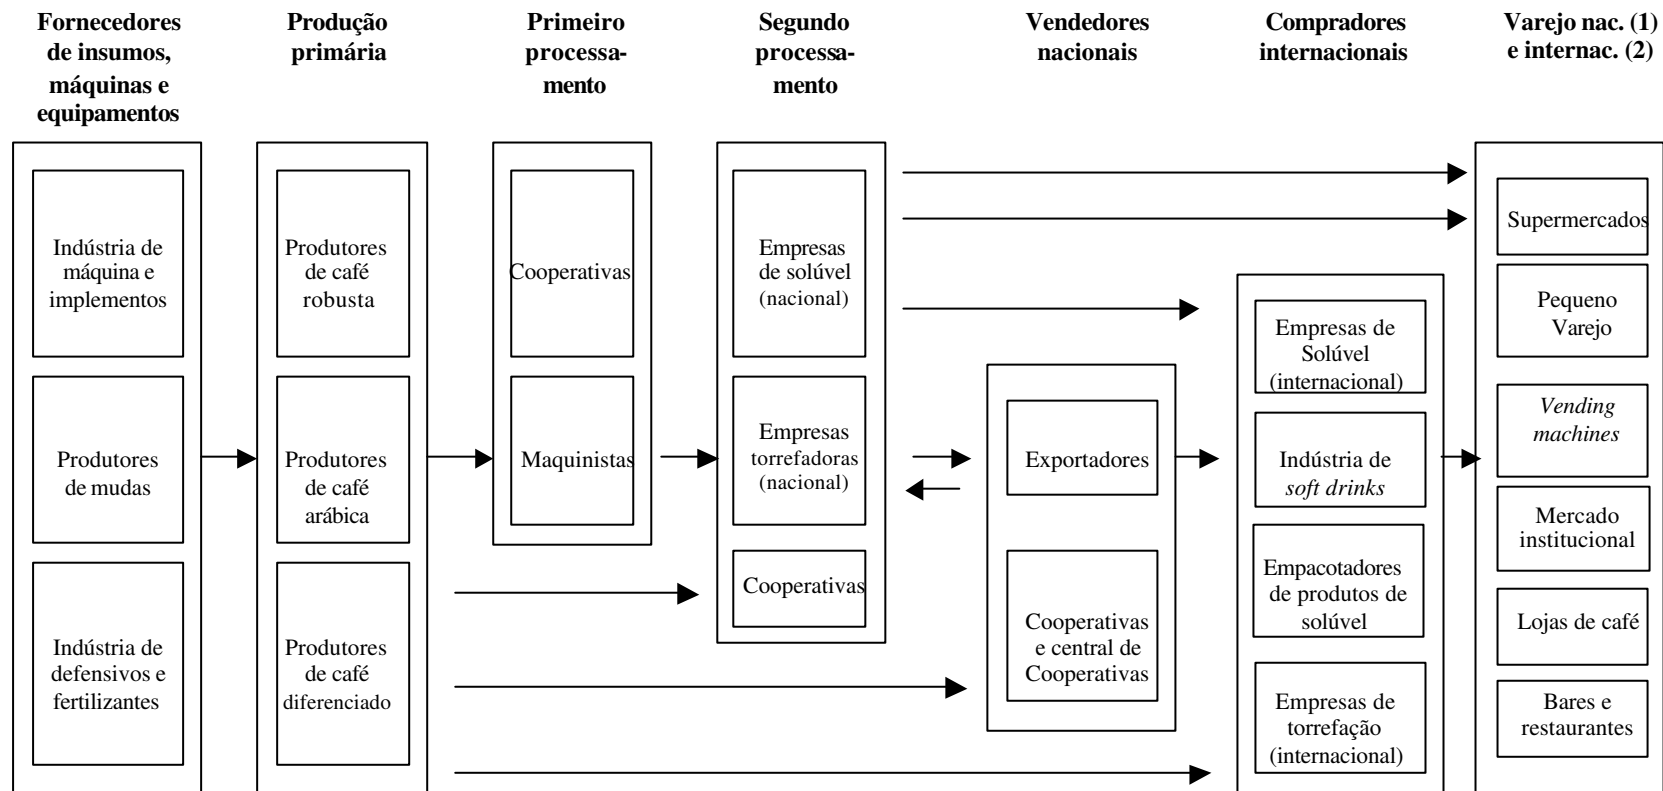 Fornecedores
de insumos,
máquinas e
equipamentos
Produção
primária
Primeiro
processa-
mento
Segundo
processa-
mento
Vendedores
nacionais
Compradores
internacionais
Varejo nac. (1)
e internac. (2)
Indústria de
máquina e
implementos
Produtores
de mudas
Indústria de
defensivos e
fertilizantes
Produtores
de café
robusta
Produtores
de café
arábica
Produtores
de café
diferenciado
Cooperativas
Maquinistas
Empresas
de solúvel
(nacional)
Empresas
torrefadoras
(nacional)
Cooperativas
Exportadores
Cooperativas
e central de
Cooperativas
Empresas de
Solúvel
(internacional)
Indústria de
soft drinks
Empacotadores
de produtos de
solúvel
Empresas de
torrefação
(internacional)
Supermercados
Pequeno
Varejo
Vending
machines
Mercado
institucional
Lojas de café
Bares e
restaurantes